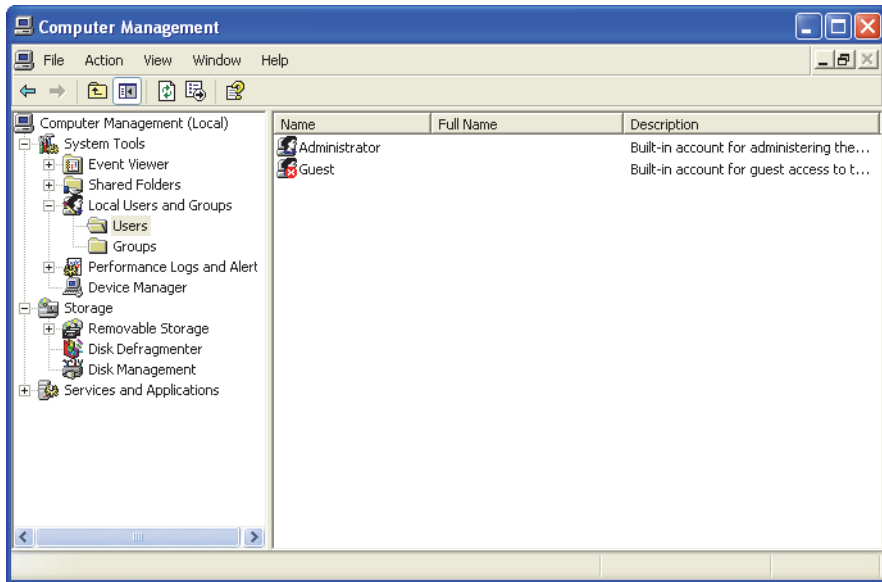 Computer Management
File Action View Window Help
Computer Management (Local)
System Tools
Event Viewer
Shared Folders
Local Users and Groups
Users
Groups
Performance Logs and Alert
Device Manager
Storage
Removable Storage
Disk Defragmenter
Disk Management
Services and Applications
Name Full Name Description
Administrator Built-in account for administering the...
Guest Built-in account for guest access to t...